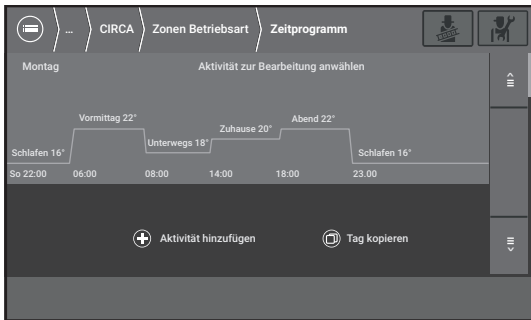 ... CIRCA Zonen Betriebsart Zeitprogramm
Montag Aktivität zur Bearbeitung anwählen
Vormittag 22° Abend 22°
Zuhause 20°
Unterwegs 18°
Schlafen 16° Schlafen 16°
So 22:00 06:00 08:00 14:00 18:00 23.00
Aktivität hinzufügen Tag kopieren